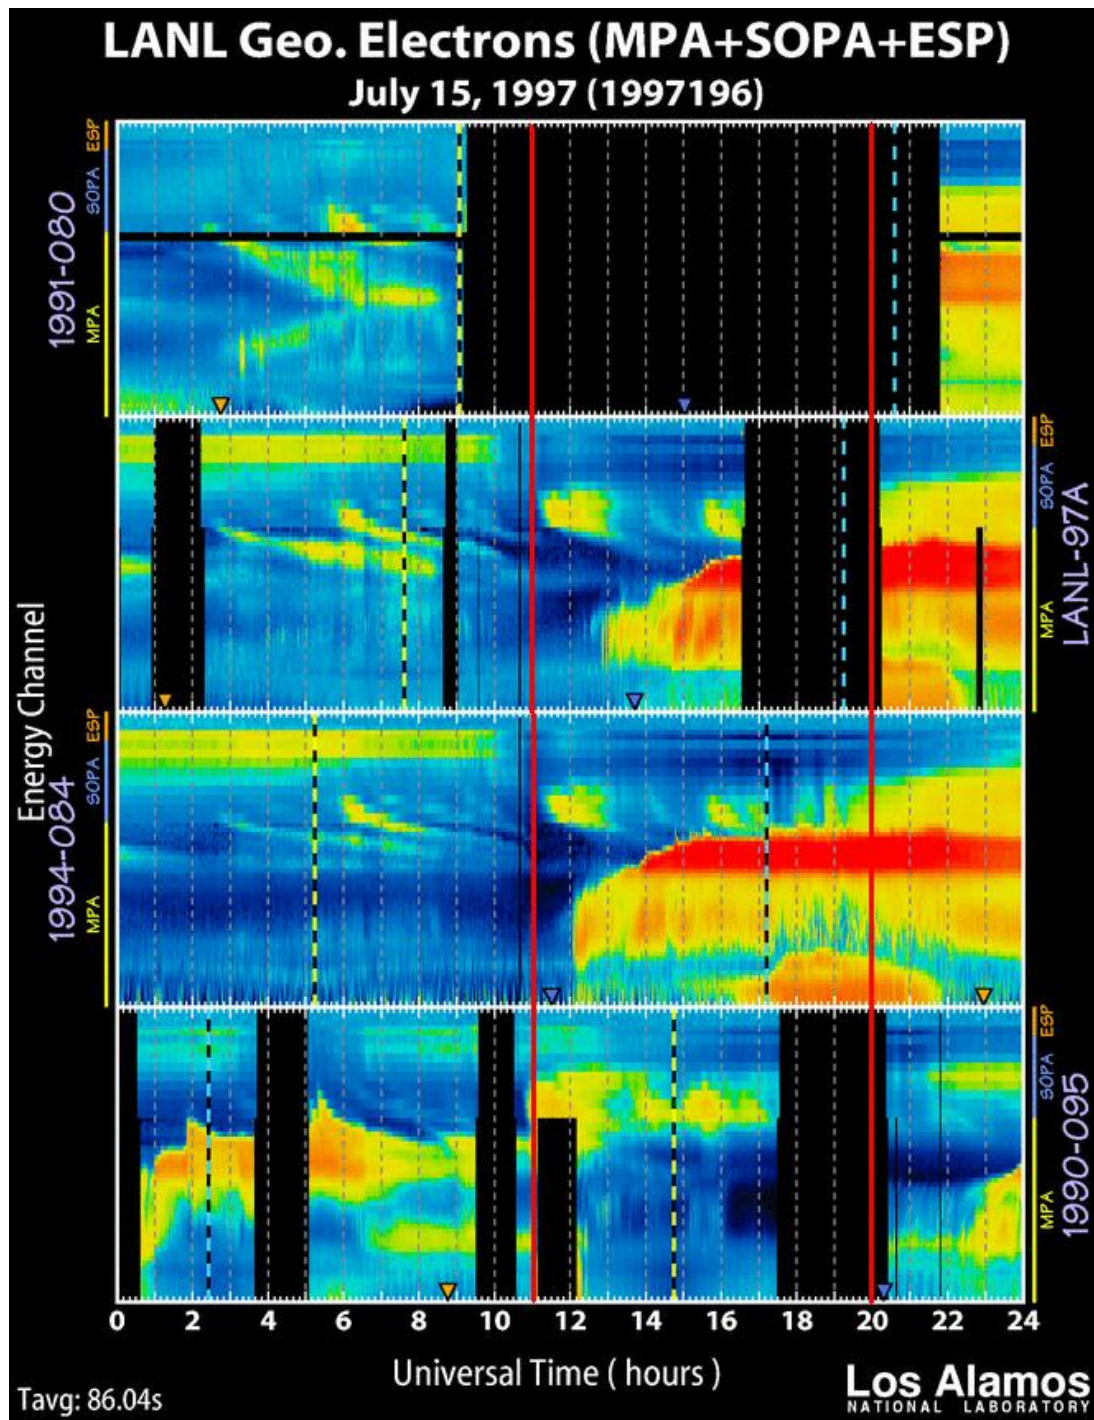 LANL Geo. Electrons (MPA+SOPA+ESP)
July 15, 1997 (1997196)
1991-080
MPA
SOPA
ESP
LANL-97A
MPA
SOPA
ESP
Energy Channel
1994-084
MPA
SOPA
ESP
1990-095
MPA
SOPA
ESP
0 2 4 6 8 10 12 14 16 18 20 22 24
Universal Time ( hours )
Tavg: 86.04s
Los Alamos
NATIONAL LABORATORY